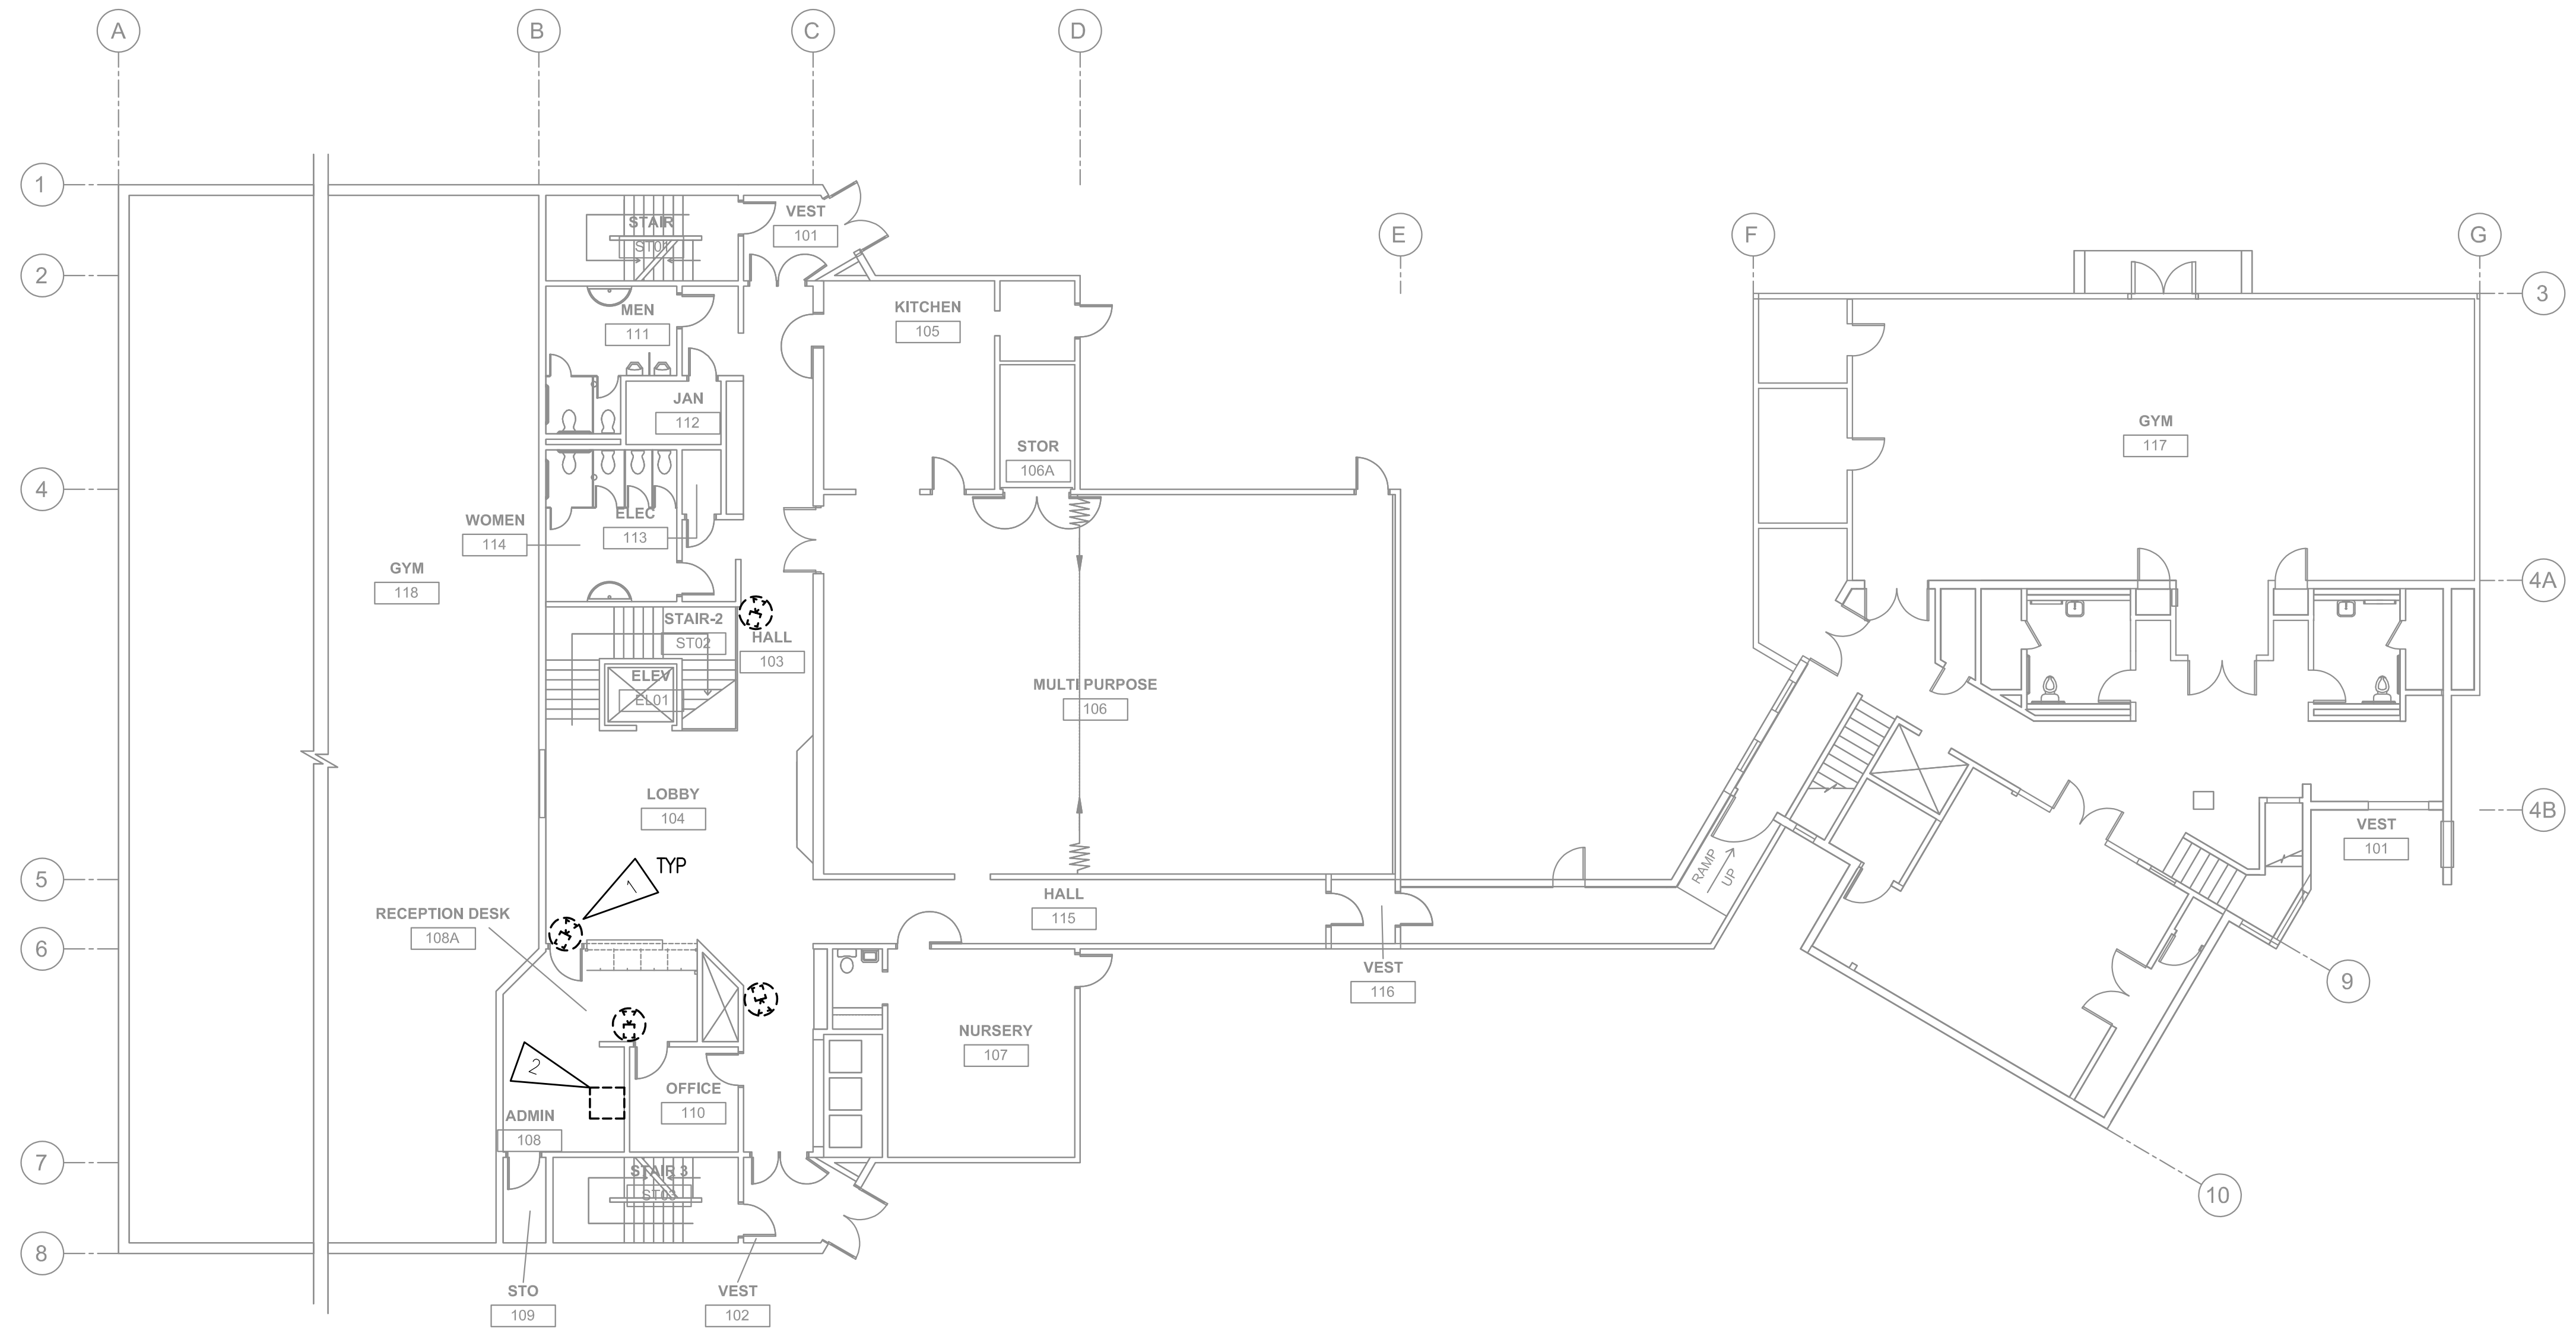 A
B
C
D
1
VEST
101
STAIR
ST01
E
F
G
2
3
MEN
111
KITCHEN
105
JAN
112
GYM
117
STOR
106A
4
WOMEN
114
ELEC
113
GYM
118
4A
STAIR-2
ST02
HALL
103
ELEV
EL01
MULTIPURPOSE
106
LOBBY
104
4B
VEST
101
1
TYP
RAMP
UP
5
HALL
115
RECEPTION DESK
108A
6
VEST
116
9
NURSERY
107
2
OFFICE
110
ADMIN
108
7
STAIR 3
ST03
10
8
STO
109
VEST
102